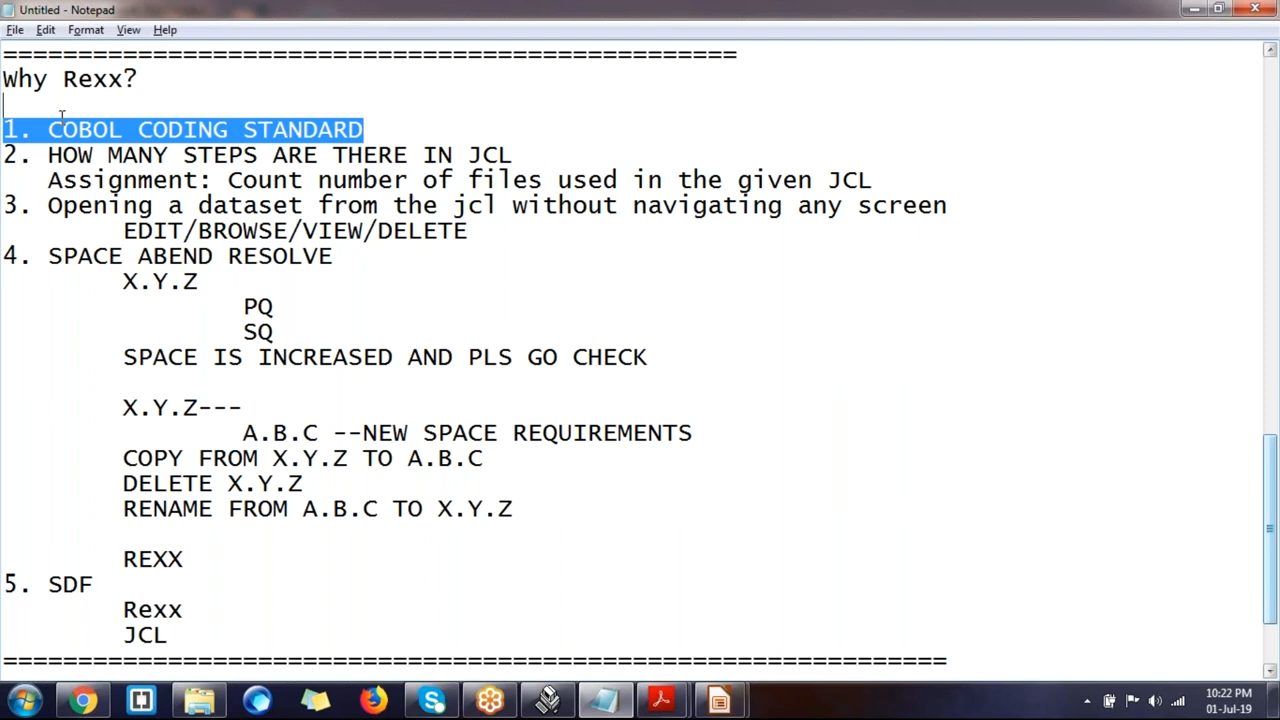 Untitled - Notepad
File Edit Format View Help
=================================================
Why Rexx?
1. COBOL CODING STANDARD
2. HOW MANY STEPS ARE THERE IN JCL
Assignment: Count number of files used in the given JCL
3. Opening a dataset from the jcl without navigating any screen
EDIT/BROWSE/VIEW/DELETE
4. SPACE ABEND RESOLVE
X.Y.Z
PQ
SQ
SPACE IS INCREASED AND PLS GO CHECK
X.Y.Z---
A.B.C --NEW SPACE REQUIREMENTS
COPY FROM X.Y.Z TO A.B.C
DELETE X.Y.Z
RENAME FROM A.B.C TO X.Y.Z
REXX
5. SDF
Rexx
JCL
===============================================================
10:22 PM
01-Jul-19